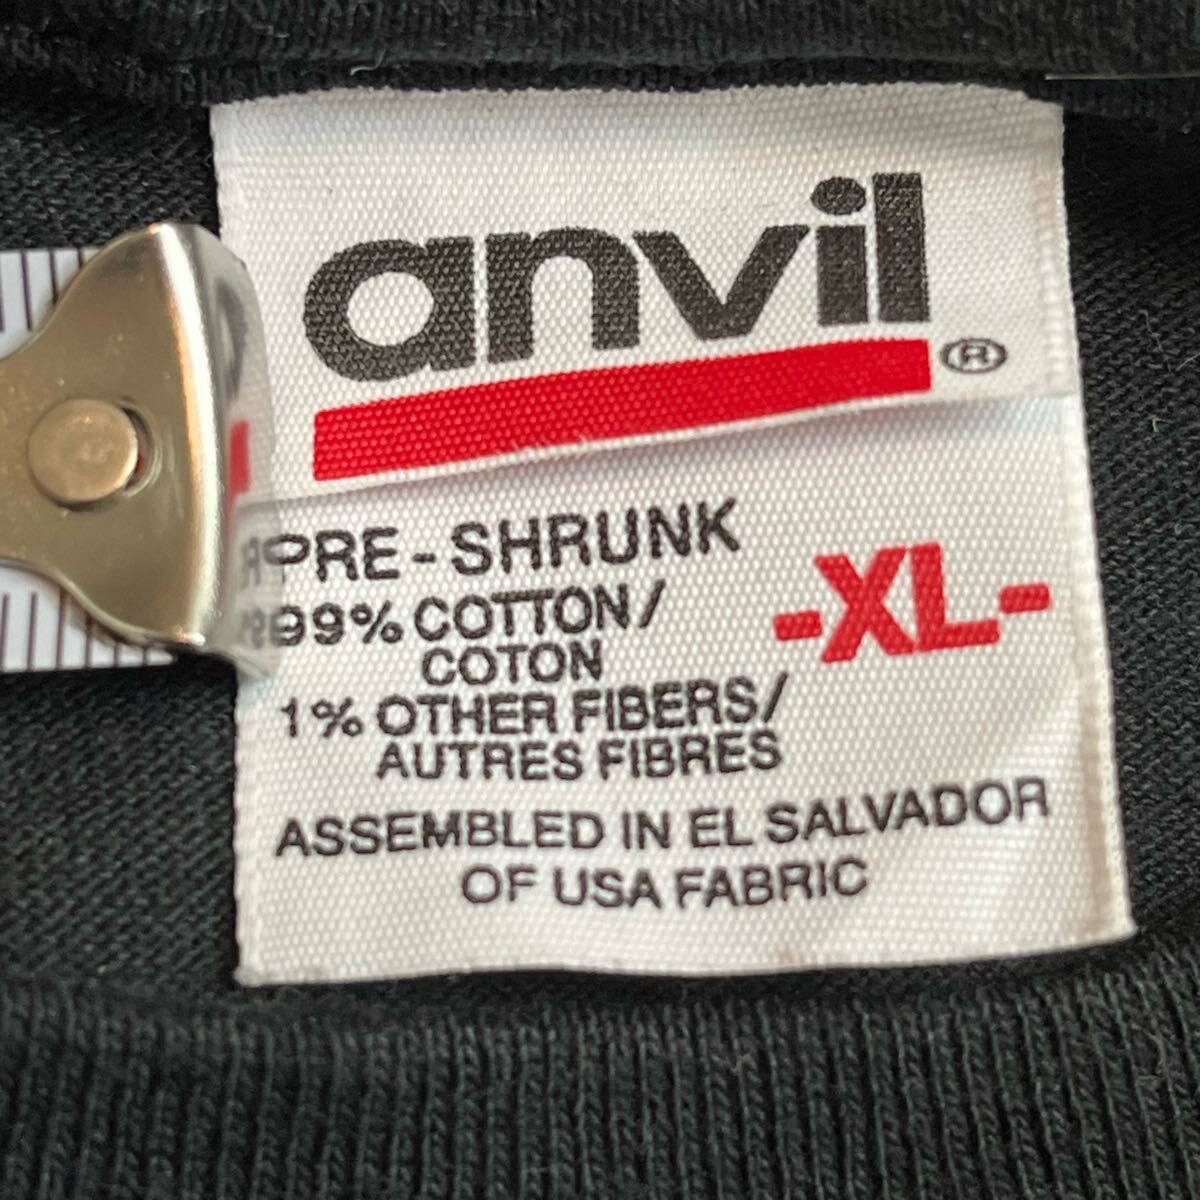 anvil ®
PRE-SHRUNK
99% COTTON/
COTON
-XL-
1% OTHER FIBERS/
AUTRES FIBRES
ASSEMBLED IN EL SALVADOR
OF USA FABRIC